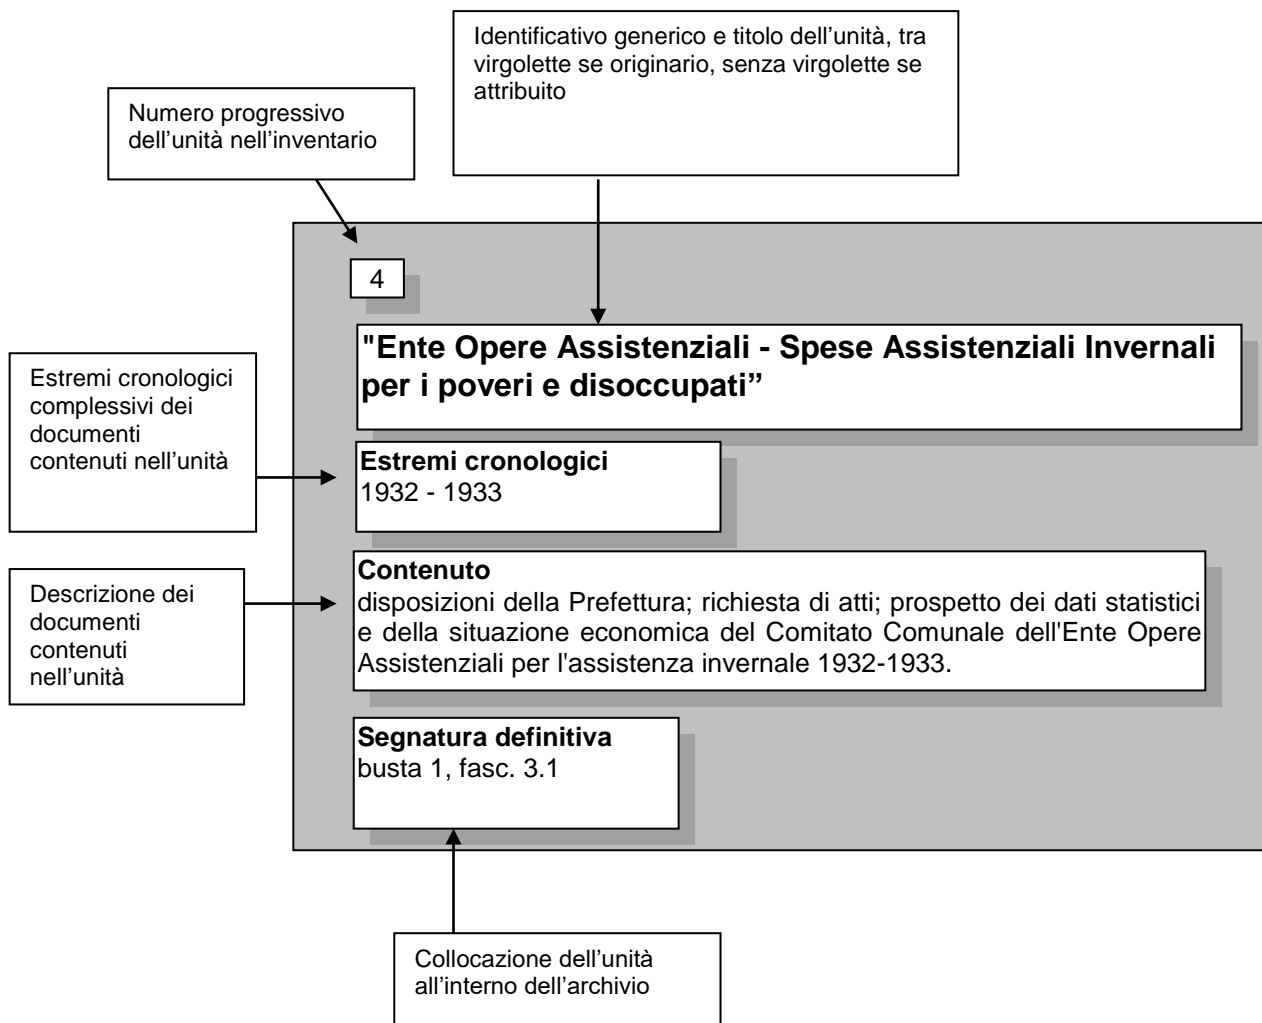 Identificativo generico e titolo dell’unità, tra
virgolette se originario, senza virgolette se
attribuito
Numero progressivo
dell’unità nell’inventario
4
"Ente Opere Assistenziali - Spese Assistenziali Invernali
per i poveri e disoccupati”
Estremi cronologici
complessivi dei
documenti
contenuti nell’unità
Estremi cronologici
1932 - 1933
Descrizione dei
documenti
contenuti
nell’unità
Contenuto
disposizioni della Prefettura; richiesta di atti; prospetto dei dati statistici
e della situazione economica del Comitato Comunale dell'Ente Opere
Assistenziali per l'assistenza invernale 1932-1933.
Segnatura definitiva
busta 1, fasc. 3.1
Collocazione dell’unità
all’interno dell’archivio